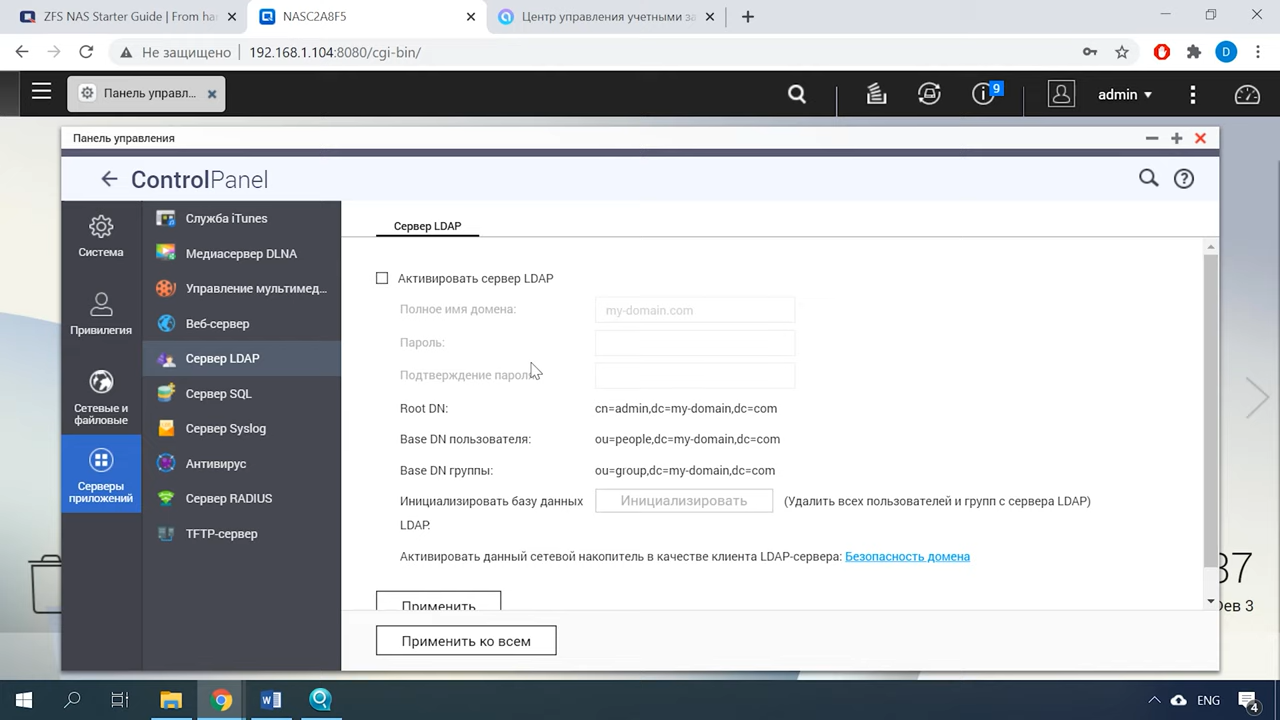 ZFS NAS Starter Guide | From ha
NASC2A8F5
Центр управления учетными за
Не защищено
192.168.1.104:8080/cgi-bin/
D
Панель управл...
9
admin
Панель управления
ControlPanel
Система
Привилегия
Сетевые и
файловые
Серверы
приложений
Служба iTunes
Медиасервер DLNA
Управление мультимед...
Веб-сервер
Сервер LDAP
Сервер SQL
Сервер Syslog
Антивирус
Сервер RADIUS
TFTP-сервер
Сервер LDAP
Активировать сервер LDAP
Полное имя домена:
my-domain.com
Пароль:
Подтверждение пароля
Root DN:
cn=admin,dc=my-domain,dc=com
Base DN пользователя:
ou=people,dc=my-domain,dc=com
Base DN группы:
ou=group,dc=my-domain,dc=com
Инициализировать базу данных
LDAP.
Инициализировать
(Удалить всех пользователей и групп с сервера LDAP)
Активировать данный сетевой накопитель в качестве клиента LDAP-сервера: Безопасность домена
Применить
Применить ко всем
37
Фев 3
ENG
4